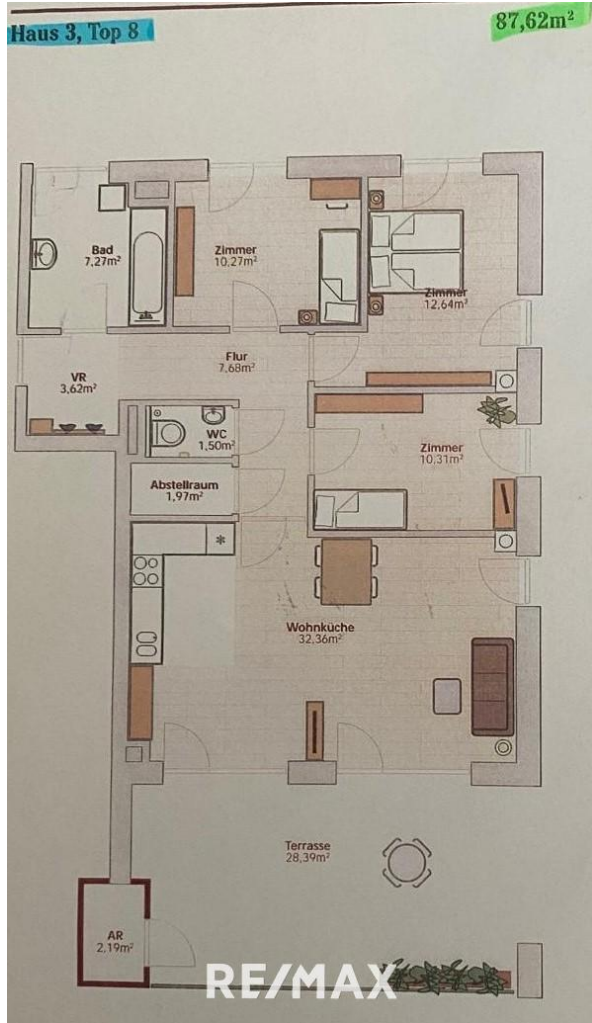 Haus 3, Top 8
87,62m²
Bad
7,27m²
Zimmer
10,27m²
Zimmer
12,64m²
Flur
7,68m²
VR
3,62m²
WC
1,50m²
Zimmer
10,31m²
Abstellraum
1,97m²
Wohnküche
32,36m²
Terrasse
28,39m²
AR
2,19m²
RE/MAX